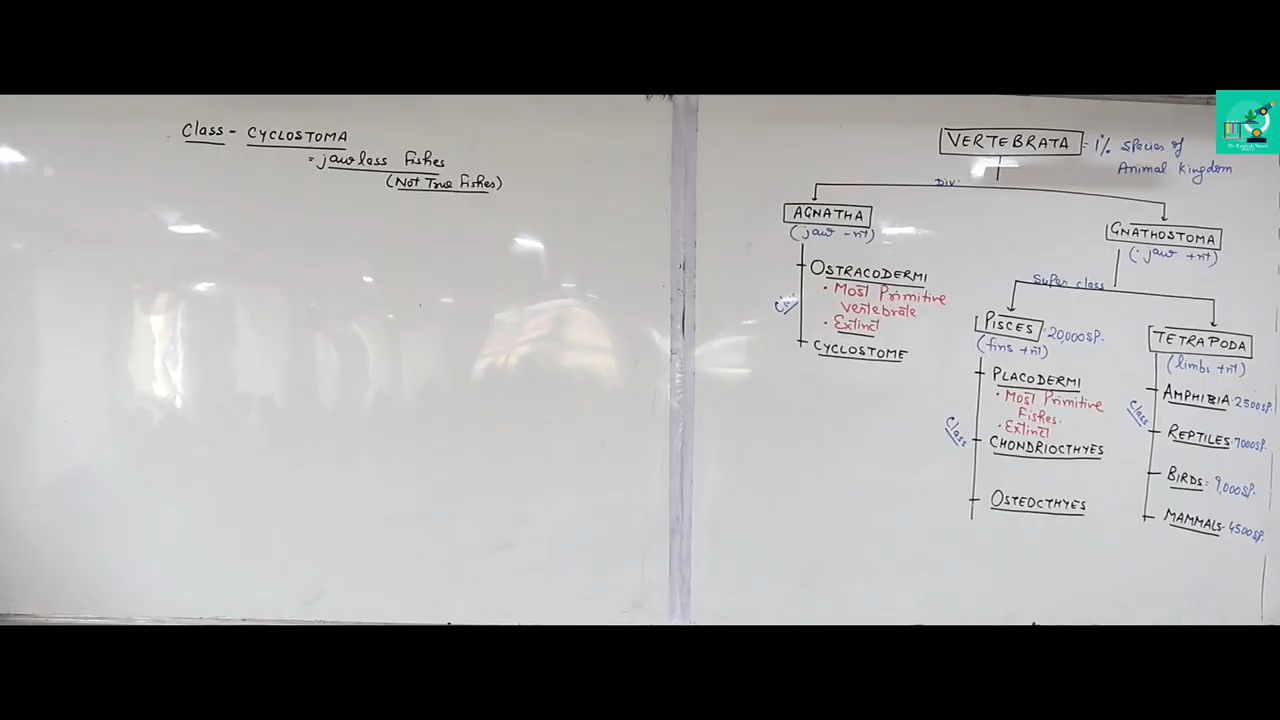 Class - CYCLOSTOMA
= jawless Fishes
(Not True Fishes)
VERTEBRATA = 1% Species of
Animal Kingdom
Div.
AGNATHA
(jaw -nt)
OSTRACODERMI
• Most Primitive
Vertebrate
• Extinct
CYCLOSTOME
GNATHOSTOMA
(jaw +nt)
Super class
PISCES 20,000 SP.
(fins +nt)
Class
PLACODERMI
• Most Primitive
Fishes.
• Extinct
CHONDRIOCTHYES
OSTEOCTHYES
TETRAPODA
(limbs +nt)
Class
AMPHIBIA 2500 SP.
REPTILES 7000 SP.
BIRDS = 9,000 SP.
MAMMALS 4500 SP.